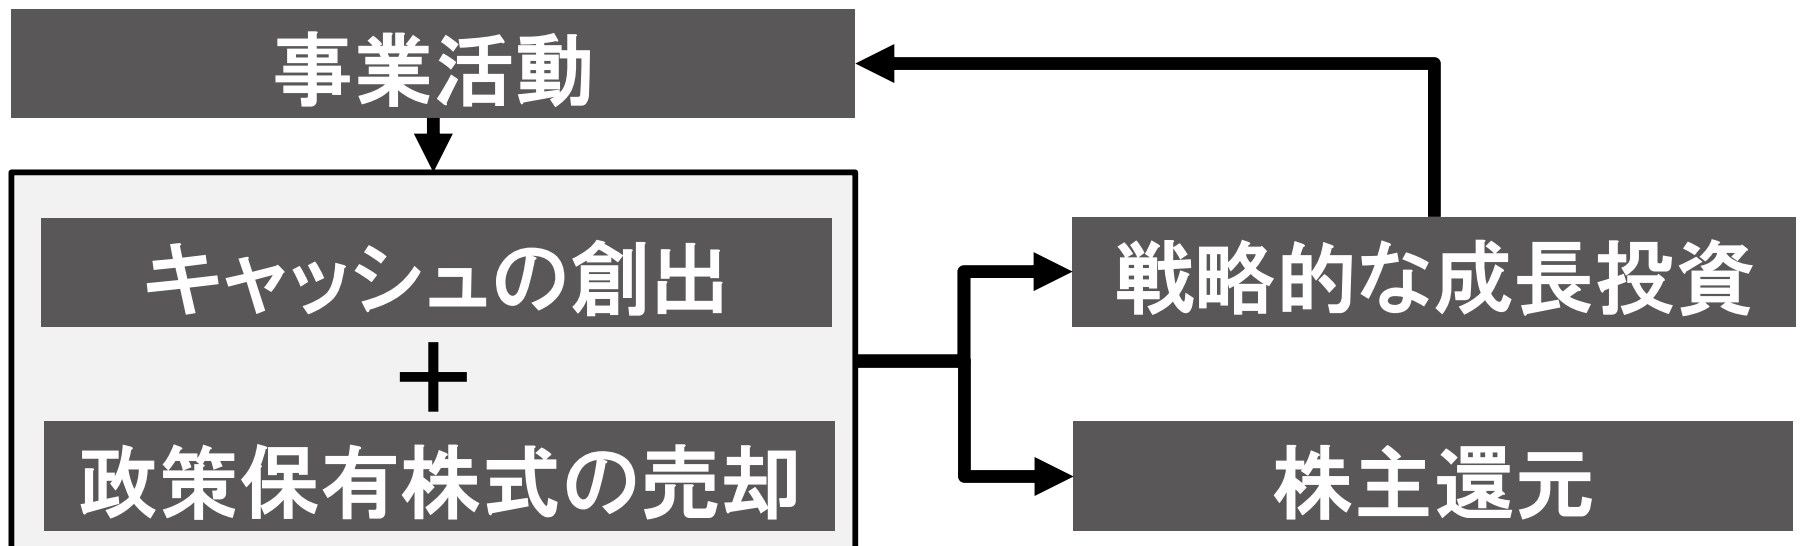 事業活動
キャッシュの創出
＋
政策保有株式の売却
戦略的な成長投資
株主還元